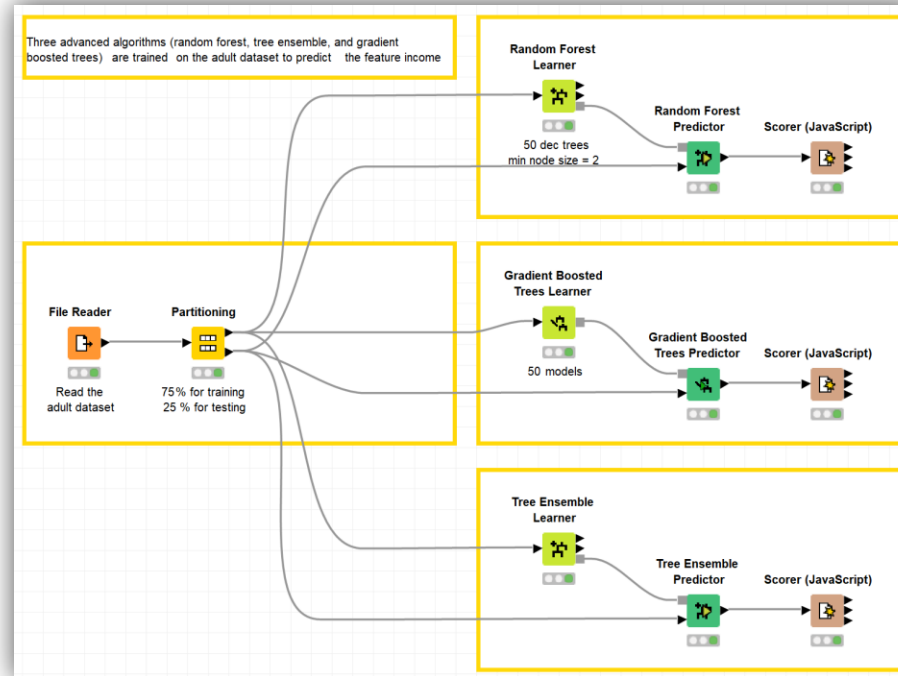 Three advanced algorithms (random forest, tree ensemble, and gradient
boosted trees) are trained on the adult dataset to predict the feature income
Random Forest
Learner
50 dec trees
min node size = 2
Random Forest
Predictor
Scorer (JavaScript)
File Reader
Read the
adult dataset
Partitioning
75% for training
25 % for testing
Gradient Boosted
Trees Learner
50 models
Gradient Boosted
Trees Predictor
Scorer (JavaScript)
Tree Ensemble
Learner
Tree Ensemble
Predictor
Scorer (JavaScript)